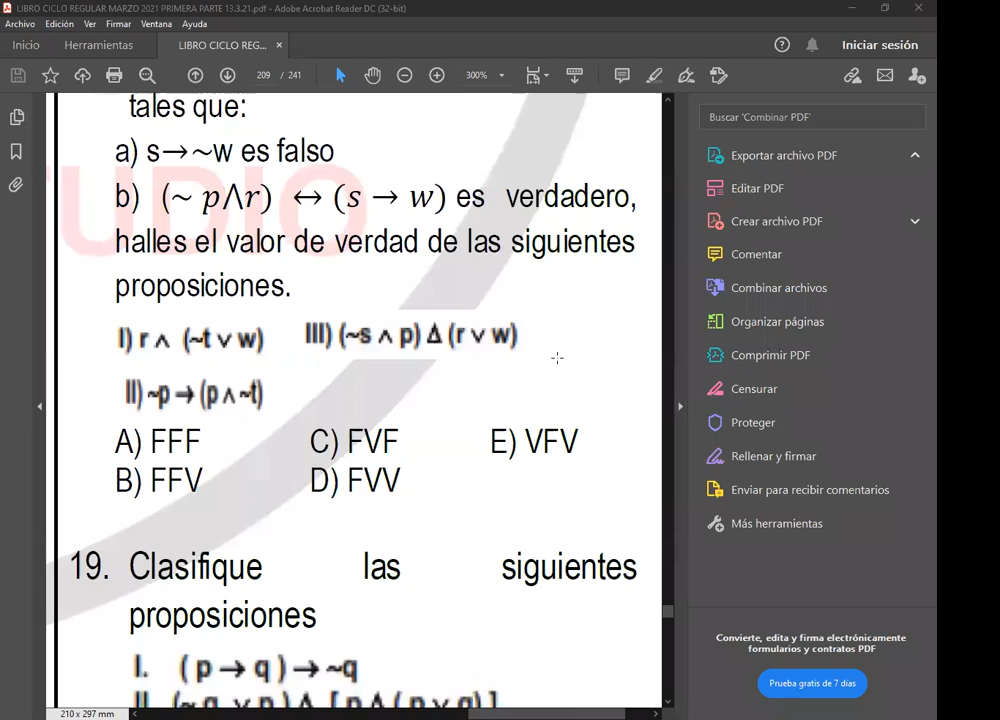 LIBRO CICLO REGULAR MARZO 2021 PRIMERA PARTE 13.3.21.pdf - Adobe Acrobat Reader DC (32-bit)
Archivo Edición Ver Firmar Ventana Ayuda
Inicio Herramientas LIBRO CICLO REG... × Iniciar sesión
209 / 241 300%
tales que:
a) s→~w es falso
b) (~ p⋀r) ↔ (s → w) es verdadero,
halles el valor de verdad de las siguientes
proposiciones.
I) r ∧ (~t ∨ w) III) (~s ∧ p) Δ (r ∨ w)
II) ~p → (p ∧ ~t)
A) FFF C) FVF E) VFV
B) FFV D) FVV
19. Clasifique las siguientes
proposiciones
I. ( p → q ) → ~q
II. (~q ∨ p) Δ [ p Δ ( p ∨ q) ]
TUDIO
210 x 297 mm
Buscar 'Combinar PDF'
Exportar archivo PDF
Editar PDF
Crear archivo PDF
Comentar
Combinar archivos
Organizar páginas
Comprimir PDF
Censurar
Proteger
Rellenar y firmar
Enviar para recibir comentarios
Más herramientas
Convierte, edita y firma electrónicamente
formularios y contratos PDF
Prueba gratis de 7 días